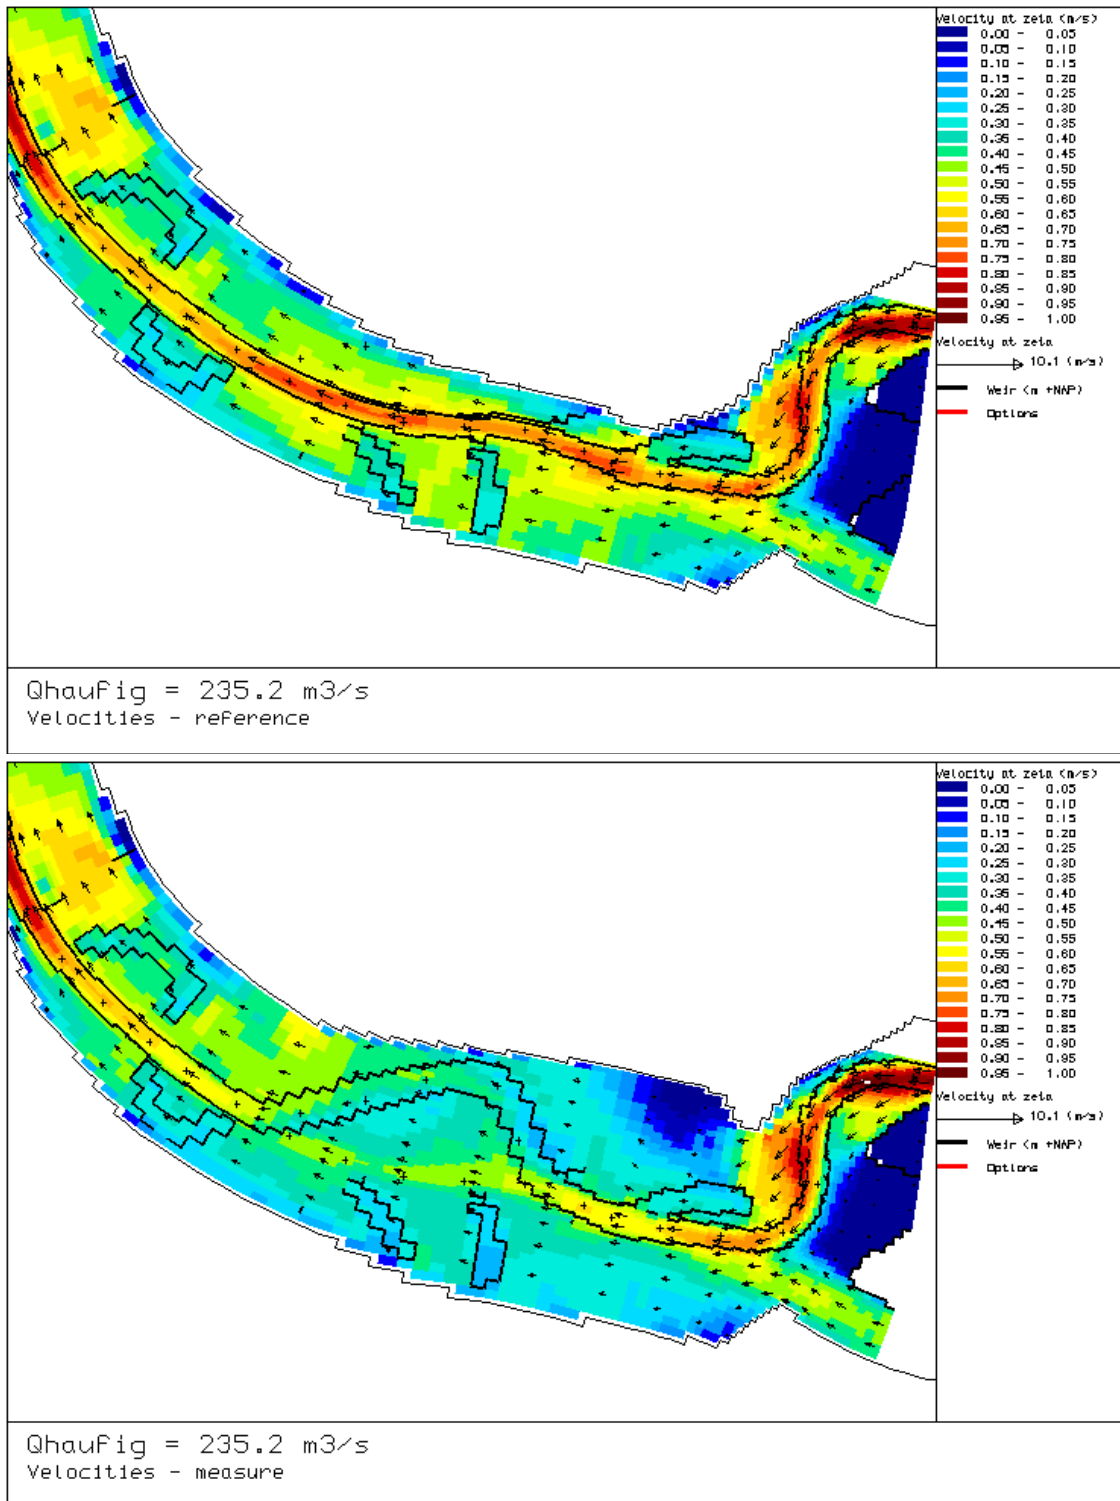 Velocity at zeta (m/s)
0.00 - 0.05
0.05 - 0.10
0.10 - 0.15
0.15 - 0.20
0.20 - 0.25
0.25 - 0.30
0.30 - 0.35
0.35 - 0.40
0.40 - 0.45
0.45 - 0.50
0.50 - 0.55
0.55 - 0.60
0.60 - 0.65
0.65 - 0.70
0.70 - 0.75
0.75 - 0.80
0.80 - 0.85
0.85 - 0.90
0.90 - 0.95
0.95 - 1.00
Velocity at zeta
10.1 (m/s)
Weir (m +NAP)
Options
Qhaufig = 235.2 m3/s
Velocities - reference
Velocity at zeta (m/s)
0.00 - 0.05
0.05 - 0.10
0.10 - 0.15
0.15 - 0.20
0.20 - 0.25
0.25 - 0.30
0.30 - 0.35
0.35 - 0.40
0.40 - 0.45
0.45 - 0.50
0.50 - 0.55
0.55 - 0.60
0.60 - 0.65
0.65 - 0.70
0.70 - 0.75
0.75 - 0.80
0.80 - 0.85
0.85 - 0.90
0.90 - 0.95
0.95 - 1.00
Velocity at zeta
10.1 (m/s)
Weir (m +NAP)
Options
Qhaufig = 235.2 m3/s
Velocities - measure